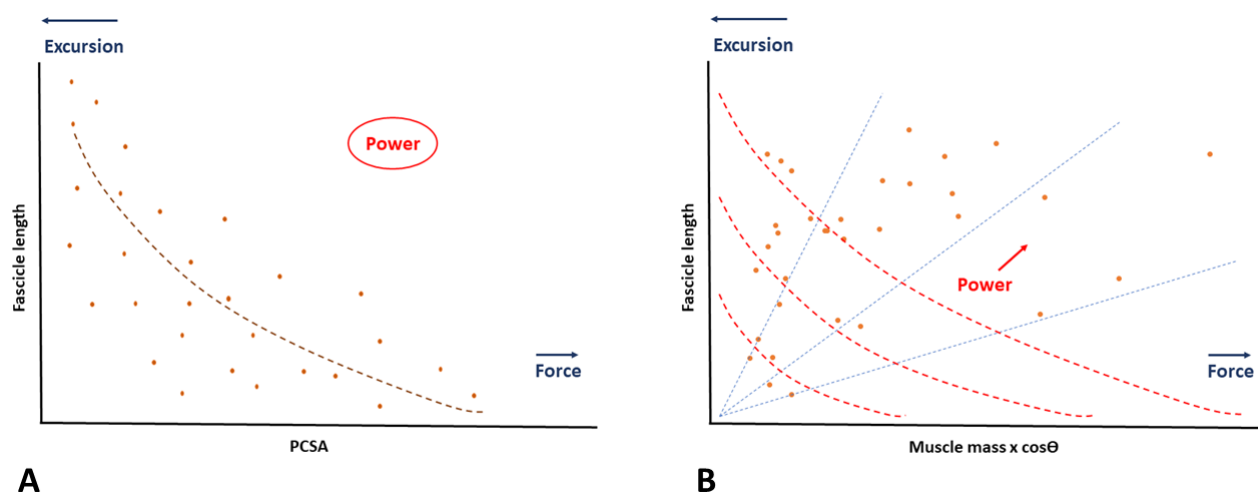 Excursion
Power
Fascicle length
Force
PCSA
A
Excursion
Fascicle length
Power
Force
Muscle mass x cosθ
B